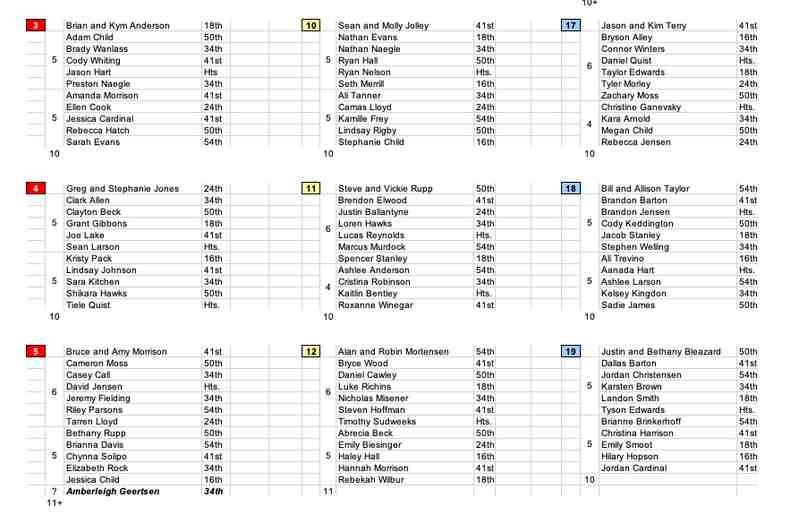 10+
3 Brian and Kym Anderson 18th
Adam Child 50th
Brady Wanlass 34th
5 Cody Whiting 41st
Jason Hart Hts
Preston Naegle 34th
Amanda Morrison 41st
Ellen Cook 24th
5 Jessica Cardinal 41st
Rebecca Hatch 50th
Sarah Evans 54th
10
10 Sean and Molly Jolley 41st
Nathan Evans 18th
Nathan Naegle 34th
5 Ryan Hall 50th
Ryan Nelson Hts.
Seth Merrill 16th
Ali Tanner 34th
Camas Lloyd 24th
5 Kamille Frey 54th
Lindsay Rigby 50th
Stephanie Child 16th
10
17 Jason and Kim Terry 41st
Bryson Alley 16th
Connor Winters 34th
Daniel Quist Hts.
6
Taylor Edwards 18th
Tyler Morley 24th
Zachary Moss 50th
Christine Ganevsky Hts.
Kara Arnold 34th
4
Megan Child 50th
Rebecca Jensen 24th
10
4 Greg and Stephanie Jones 24th
Clark Allen 34th
Clayton Beck 50th
5 Grant Gibbons 18th
Joe Lake 41st
Sean Larson Hts.
Kristy Pack 16th
Lindsay Johnson 41st
5 Sara Kitchen 34th
Shikara Hawks 50th
Tiele Quist Hts.
10
11 Steve and Vickie Rupp 50th
Brendon Elwood 41st
Justin Ballantyne 24th
Loren Hawks 34th
6
Lucas Reynolds Hts.
Marcus Murdock 54th
Spencer Stanley 18th
Ashlee Anderson 54th
Cristina Robinson 34th
4
Kaitlin Bentley Hts.
Roxanne Winegar 41st
10
18 Bill and Allison Taylor 54th
Brandon Barton 41st
Brandon Jensen Hts.
5 Cody Keddington 50th
Jacob Stanley 18th
Stephen Welling 34th
Ali Trevino 16th
Aanada Hart Hts.
5 Ashlee Larson 54th
Kelsey Kingdon 34th
Sadie James 50th
10
5 Bruce and Amy Morrison 41st
Cameron Moss 50th
Casey Call 34th
David Jensen Hts.
6
Jeremy Fielding 34th
Riley Parsons 54th
Tarren Lloyd 24th
Bethany Rupp 50th
Brianna Davis 54th
5 Chynna Solipo 41st
Elizabeth Rock 34th
Jessica Child 16th
? Amberleigh Geertsen 34th
11+
12 Alan and Robin Mortensen 54th
Bryce Wood 41st
Daniel Cawley 50th
Luke Richins 18th
6
Nicholas Misener 34th
Steven Hoffman 41st
Timothy Sudweeks Hts.
Abrecia Beck 50th
Emily Biesinger 24th
5 Haley Hall 16th
Hannah Morrison 41st
Rebekah Wilbur 18th
11
19 Justin and Bethany Bleazard 50th
Dallas Barton 41st
Jordan Christensen 54th
5 Karsten Brown 34th
Landon Smith 18th
Tyson Edwards Hts.
Brianne Brinkerhoff 54th
Christina Harrison 41st
5 Emily Smoot 18th
Hilary Hopson 16th
Jordan Cardinal 41st
10